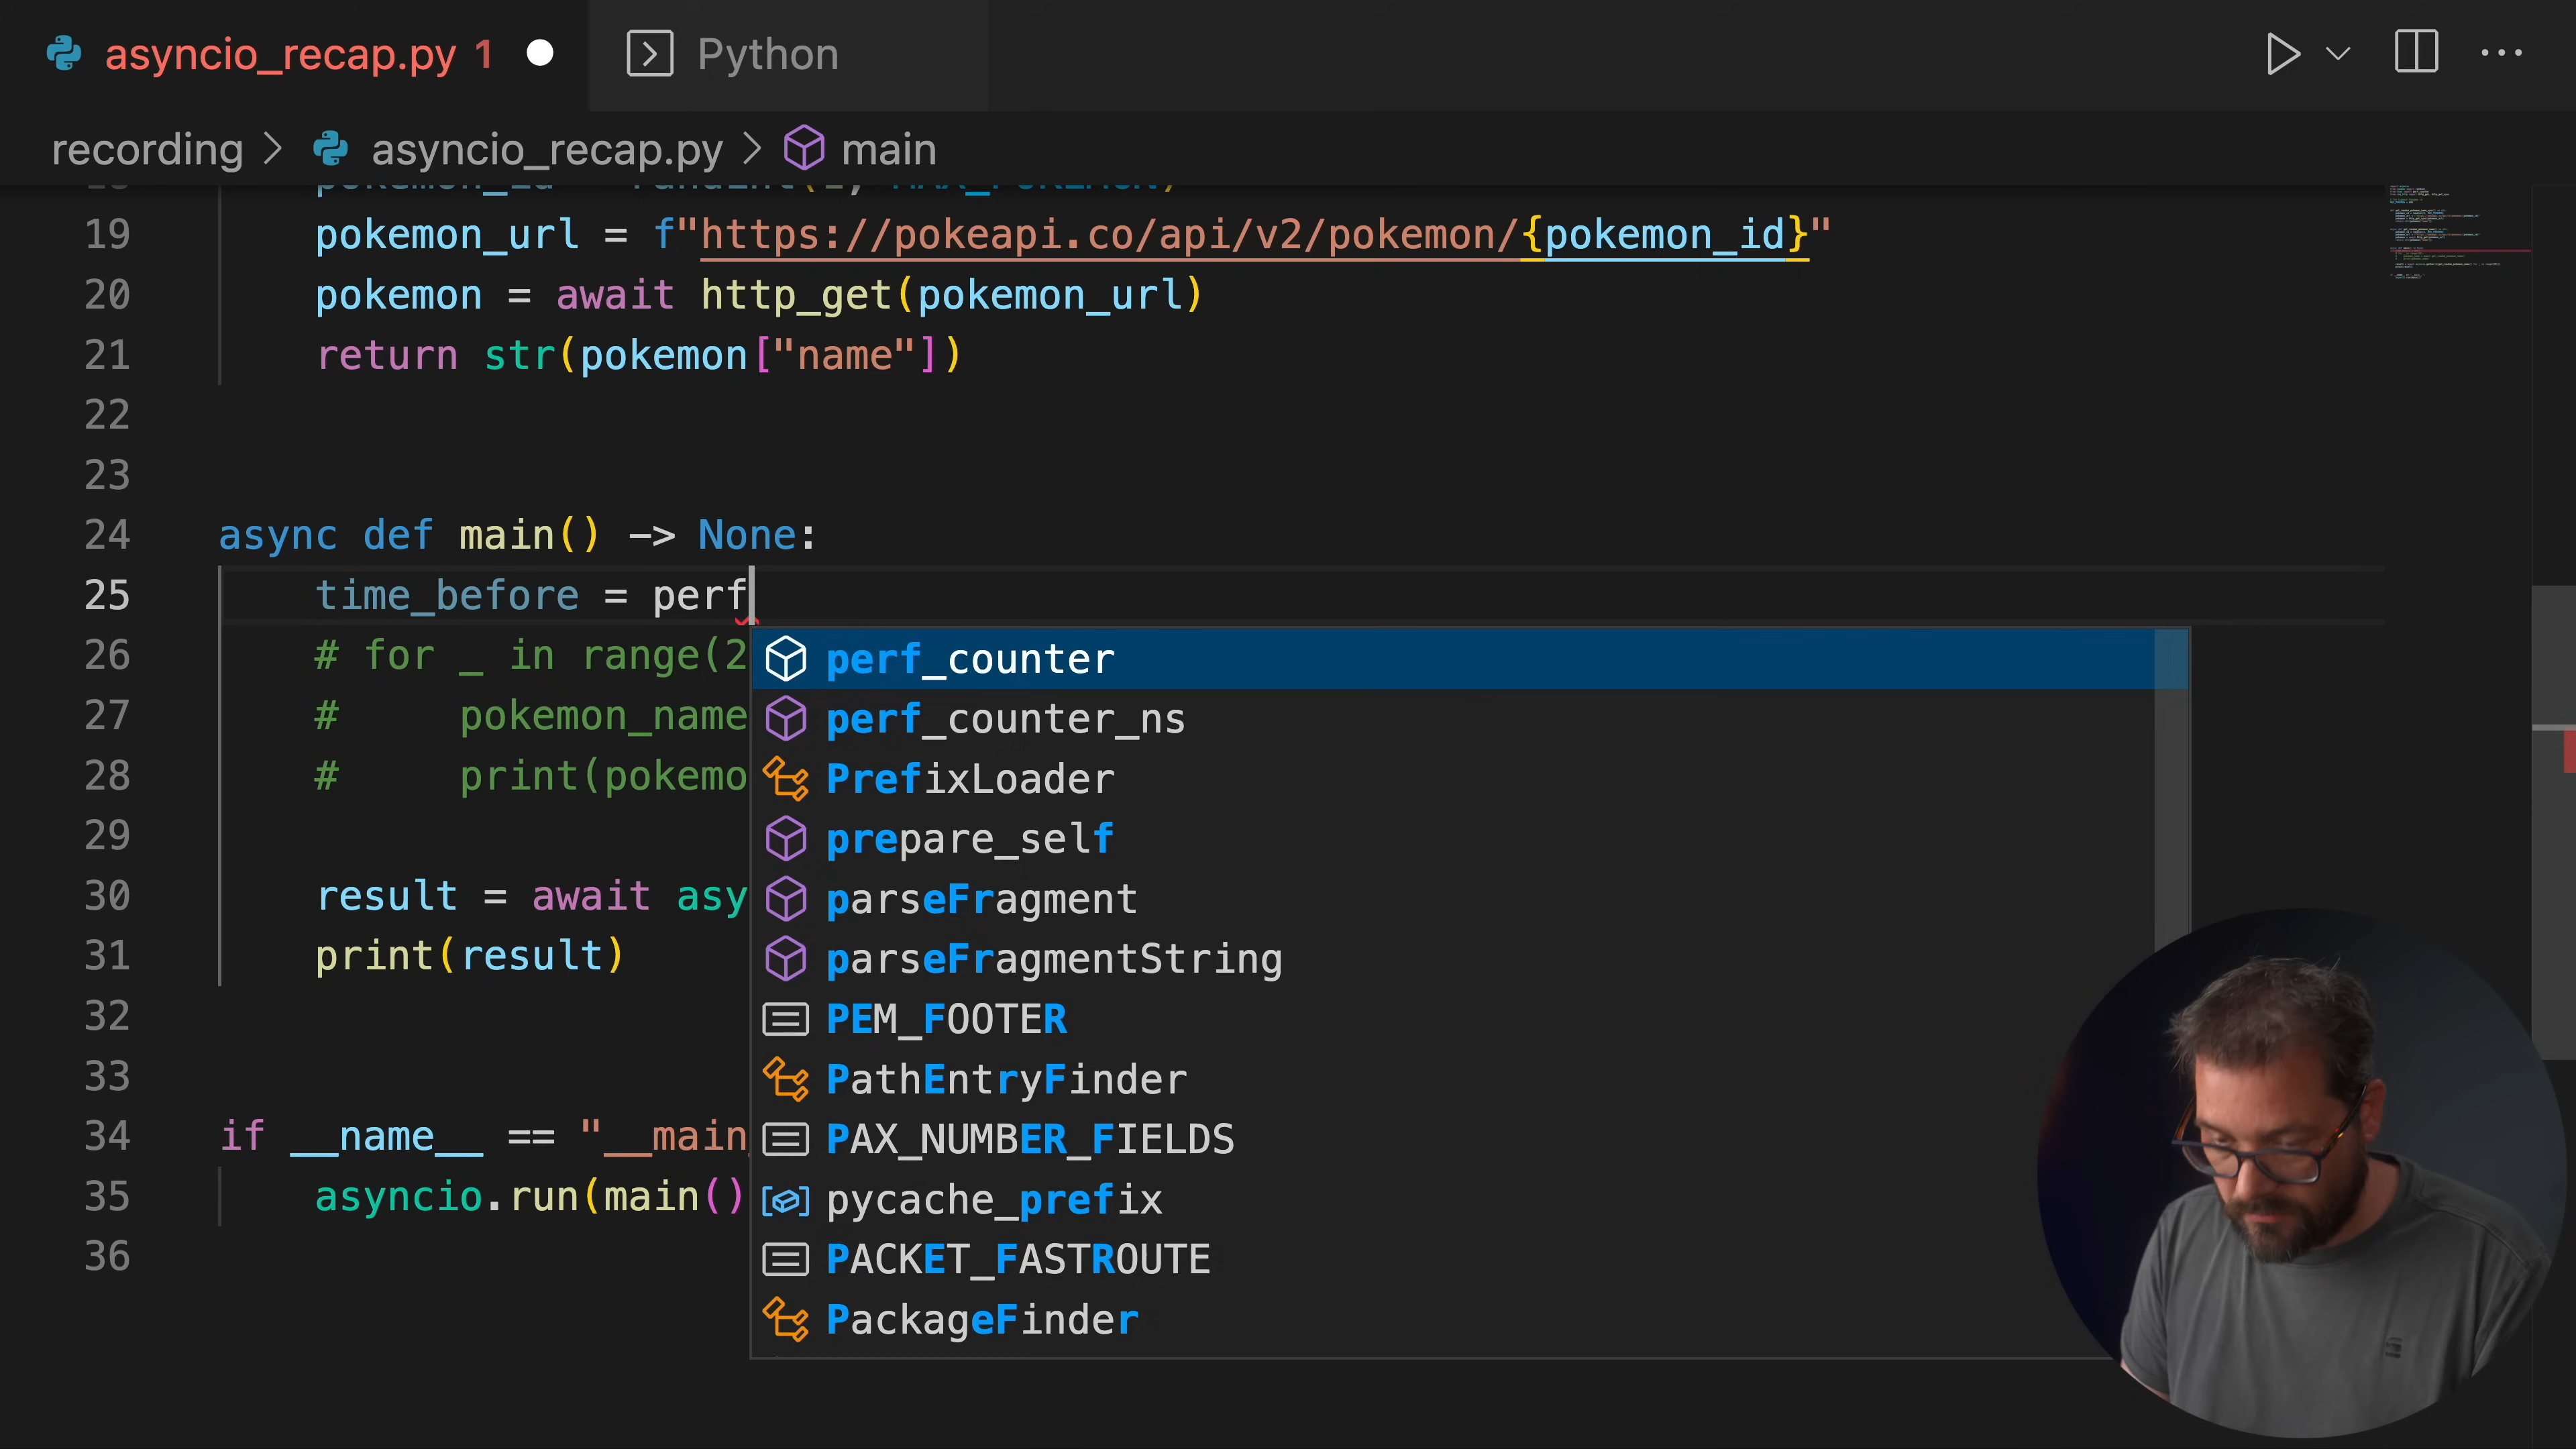 asyncio_recap.py 1
Python
recording > asyncio_recap.py > main
19 pokemon_url = f"https://pokeapi.co/api/v2/pokemon/{pokemon_id}"
20 pokemon = await http_get(pokemon_url)
21 return str(pokemon["name"])
22
23
24 async def main() -> None:
25 time_before = perf
26 # for _ in range(2
27 # pokemon_name
28 # print(pokemo
29
30 result = await asy
31 print(result)
32
33
34 if __name__ == "__main_
35 asyncio.run(main()
36
perf_counter
perf_counter_ns
PrefixLoader
prepare_self
parseFragment
parseFragmentString
PEM_FOOTER
PathEntryFinder
PAX_NUMBER_FIELDS
pycache_prefix
PACKET_FASTROUTE
PackageFinder